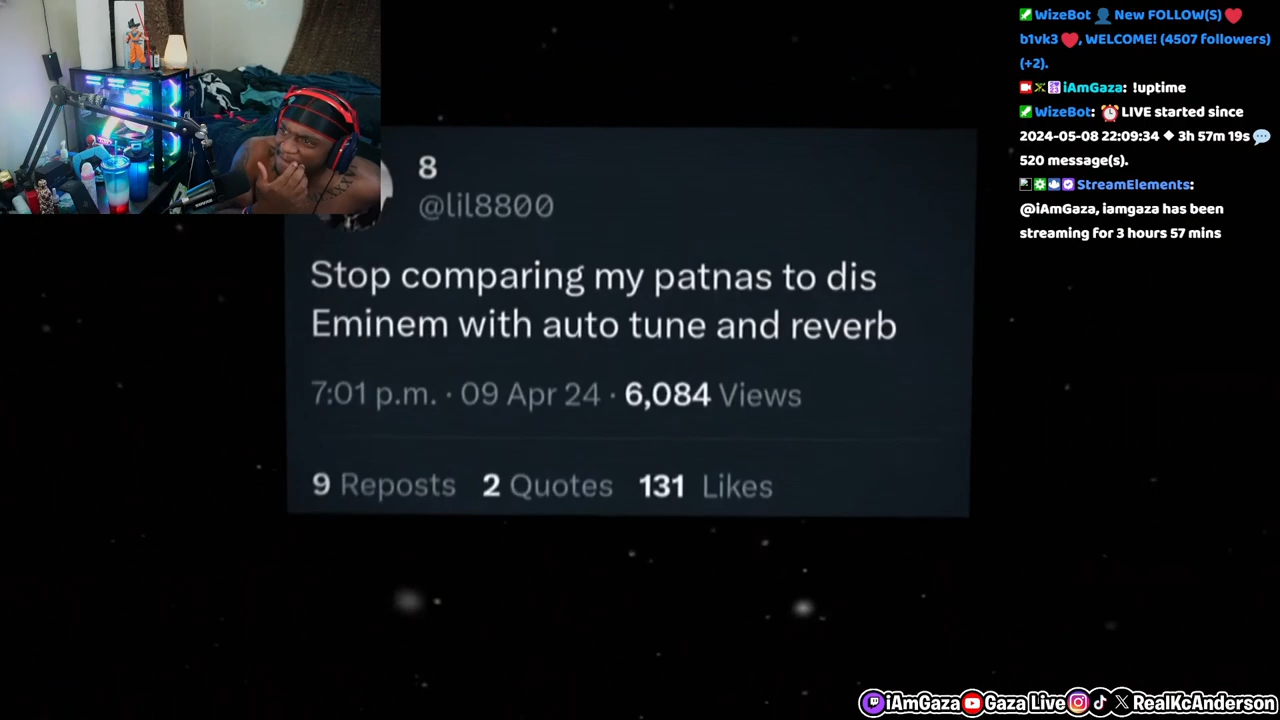 8
@lil8800
Stop comparing my patnas to dis
Eminem with auto tune and reverb
7:01 p.m. · 09 Apr 24 · 6,084 Views
9 Reposts 2 Quotes 131 Likes
WizeBot 👤 New FOLLOW(S) ❤️
b1vk3 ❤️, WELCOME! (4507 followers)
(+2).
iAmGaza: !uptime
WizeBot: ⏰ LIVE started since
2024-05-08 22:09:34 ◆ 3h 57m 19s 💬
520 message(s).
StreamElements:
@iAmGaza, iamgaza has been
streaming for 3 hours 57 mins
iAmGaza Gaza Live RealKcAnderson